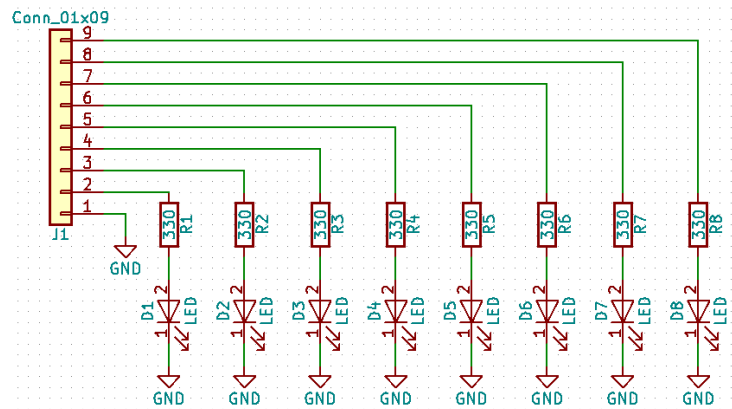 Conn_01x09
9
8
7
6
5
4
3
2
1
J1
GND
330 R1
330 R2
330 R3
330 R4
330 R5
330 R6
330 R7
330 R8
D1 2 1 LED
D2 2 1 LED
D3 2 1 LED
D4 2 1 LED
D5 2 1 LED
D6 2 1 LED
D7 2 1 LED
D8 2 1 LED
GND GND GND GND GND GND GND GND